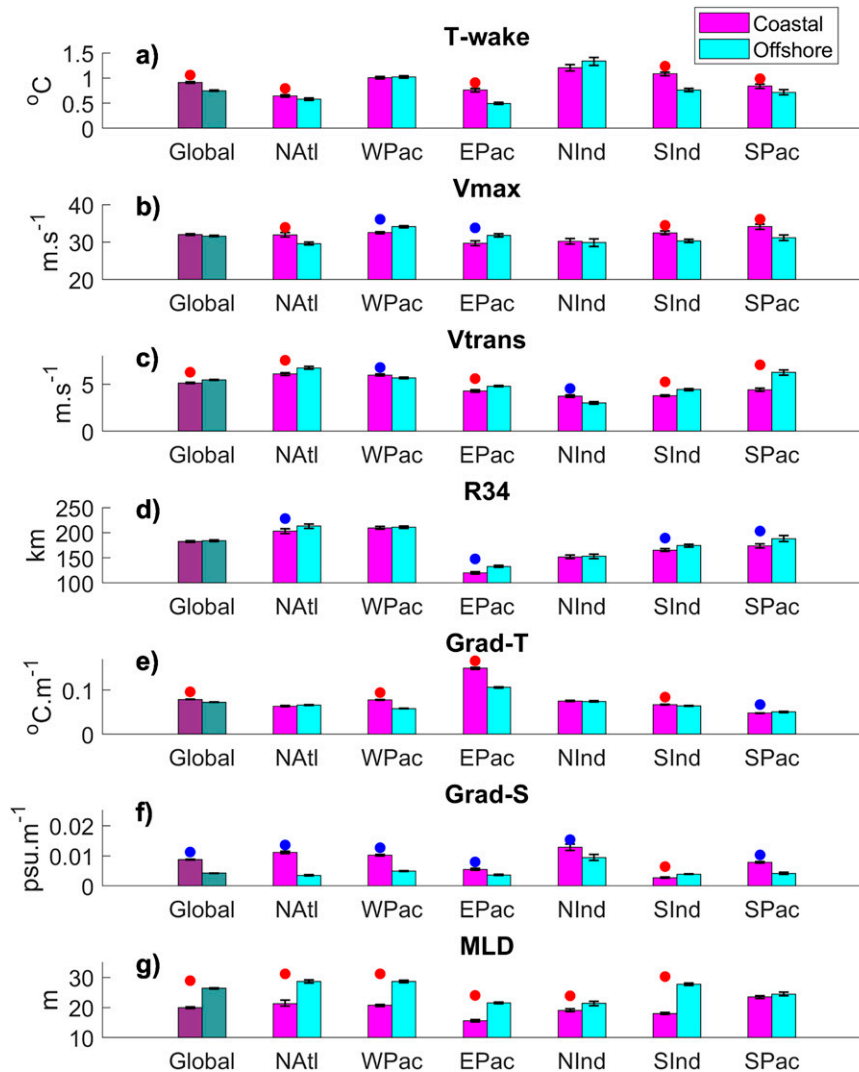 Coastal
Offshore
a)
T-wake
°C
1.5
1
0.5
0
Global NAtl WPac EPac NInd SInd SPac
b)
Vmax
m.s⁻¹
40
30
20
Global NAtl WPac EPac NInd SInd SPac
c)
Vtrans
m.s⁻¹
5
0
Global NAtl WPac EPac NInd SInd SPac
d)
R34
km
250
200
150
100
Global NAtl WPac EPac NInd SInd SPac
e)
Grad-T
°C.m⁻¹
0.1
0
Global NAtl WPac EPac NInd SInd SPac
f)
Grad-S
psu.m⁻¹
0.02
0.01
0
Global NAtl WPac EPac NInd SInd SPac
g)
MLD
m
30
20
10
Global NAtl WPac EPac NInd SInd SPac